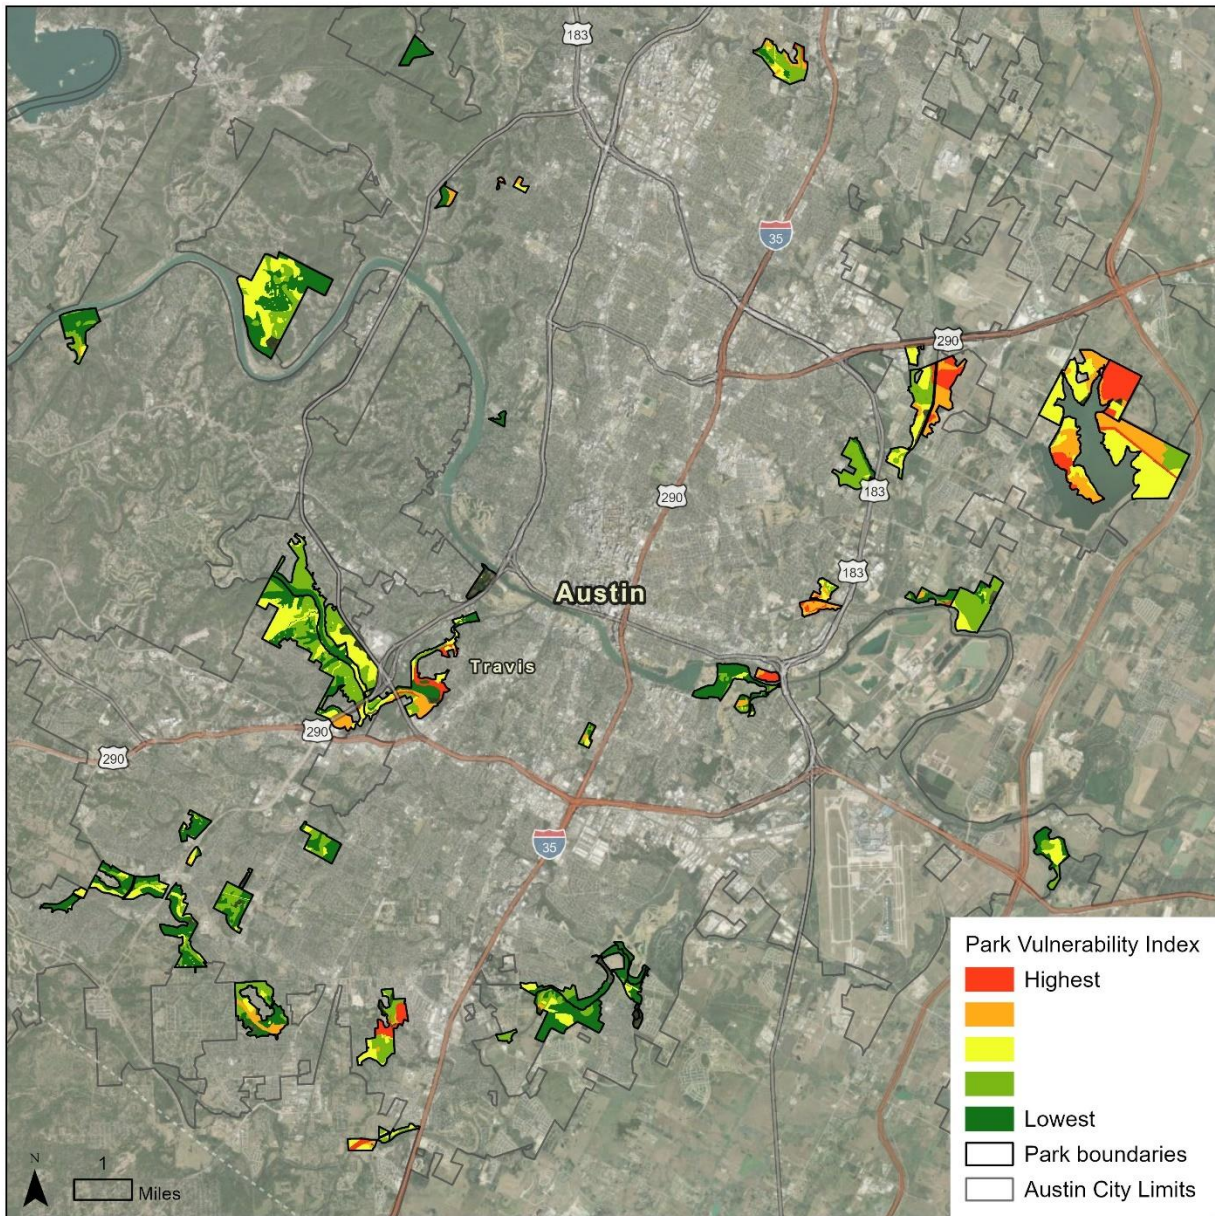 183
35
290
290
183
183
Austin
Travis
290
290
35
Park Vulnerability Index
Highest
Lowest
Park boundaries
Austin City Limits
N
1
Miles